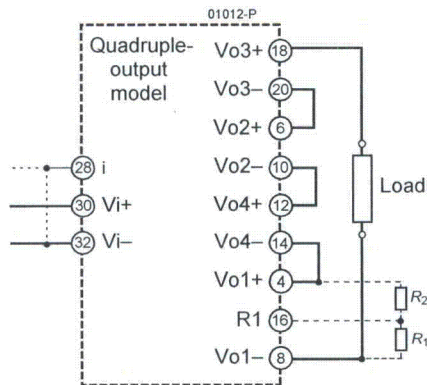 01012-P
Quadruple-
output
model
Vo3+ 18
Vo3– 20
Vo2+ 6
Vo2– 10
Vo4+ 12
Vo4– 14
Vo1+ 4
R1 16
Vo1– 8
28 i
30 Vi+
32 Vi–
Load
R2
R1